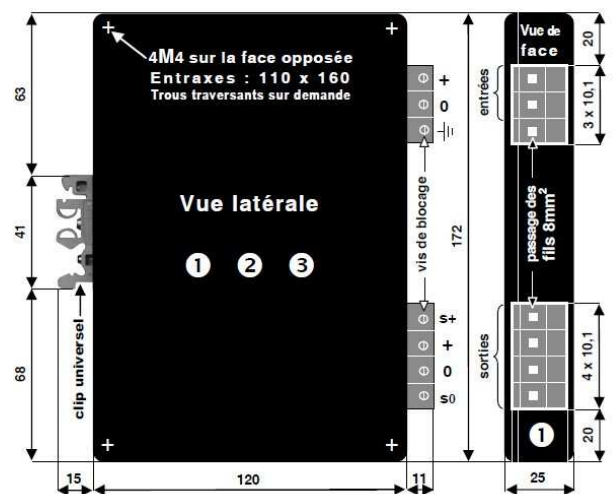 4M4 sur la face opposée
Entraxes : 110 x 160
Trous traversants sur demande
Vue latérale
1 2 3
63
41
68
clip universel
15
120
11
+
0
vis de blocage
172
s+
+
0
s0
Vue de
face
entrées
passage des
fils 8mm²
sorties
1
20
3 x 10,1
4 x 10,1
20
25